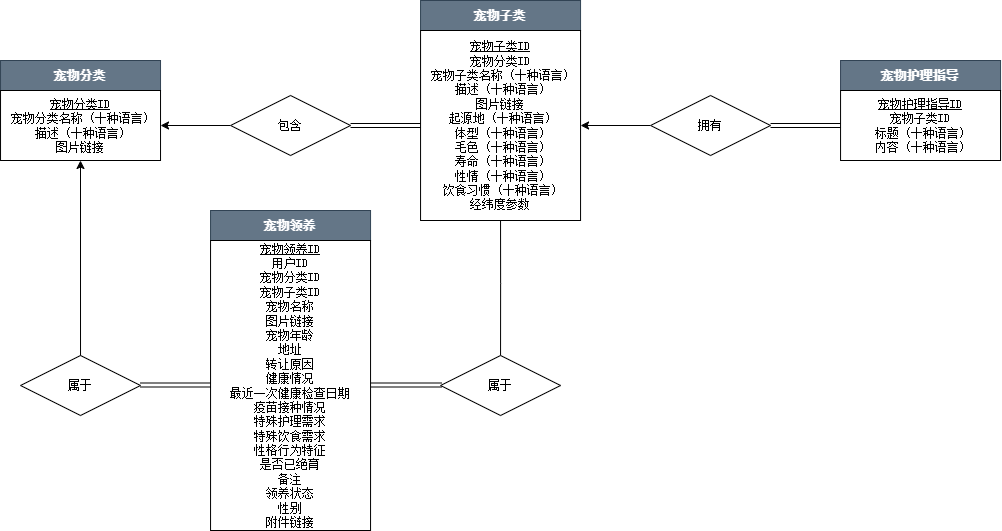 宠物分类
宠物分类ID
宠物分类名称（十种语言）
描述（十种语言）
图片链接
包含
宠物子类
宠物子类ID
宠物分类ID
宠物子类名称（十种语言）
描述（十种语言）
图片链接
起源地（十种语言）
体型（十种语言）
毛色（十种语言）
寿命（十种语言）
性情（十种语言）
饮食习惯（十种语言）
经纬度参数
拥有
宠物护理指导
宠物护理指导ID
宠物子类ID
标题（十种语言）
内容（十种语言）
属于
宠物领养
宠物领养ID
用户ID
宠物分类ID
宠物子类ID
宠物名称
图片链接
宠物年龄
地址
转让原因
健康情况
最近一次健康检查日期
疫苗接种情况
特殊护理需求
特殊饮食需求
性格行为特征
是否已绝育
备注
领养状态
性别
附件链接
属于